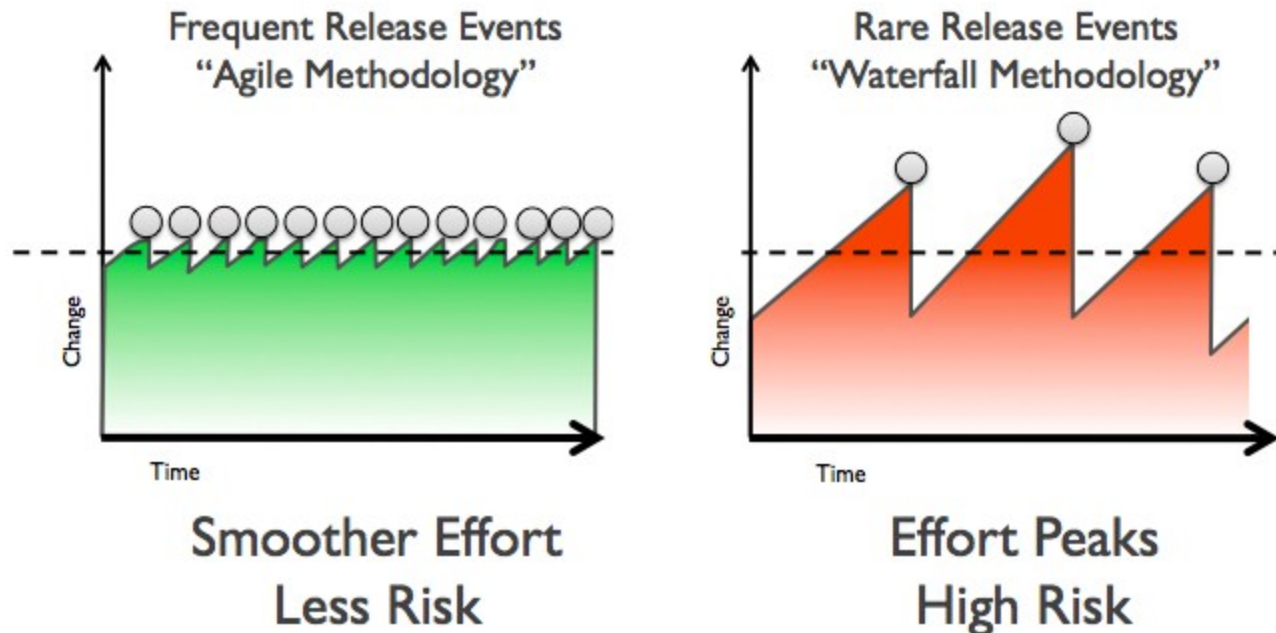 Frequent Release Events
“Agile Methodology”
Change
Time
Smoother Effort
Less Risk
Rare Release Events
“Waterfall Methodology”
Change
Time
Effort Peaks
High Risk